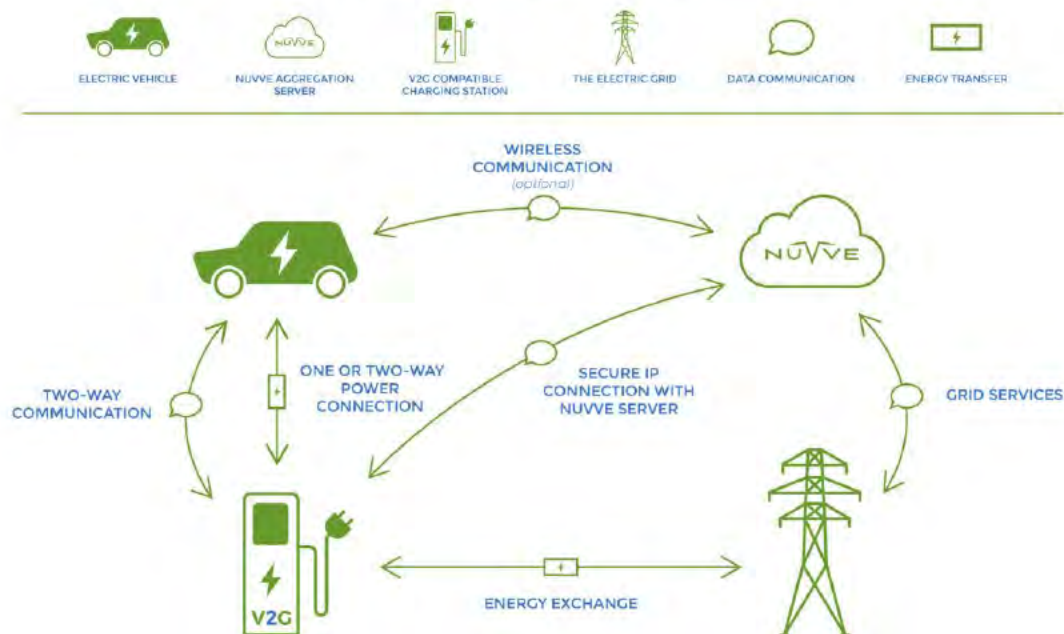 NUVVE
ELECTRIC VEHICLE
NUVVE AGGREGATION
SERVER
V2G COMPATIBLE
CHARGING STATION
THE ELECTRIC GRID
DATA COMMUNICATION
ENERGY TRANSFER
WIRELESS
COMMUNICATION
(optional)
NUVVE
TWO-WAY
COMMUNICATION
ONE OR TWO-WAY
POWER
CONNECTION
SECURE IP
CONNECTION WITH
NUVVE SERVER
GRID SERVICES
V2G
ENERGY EXCHANGE